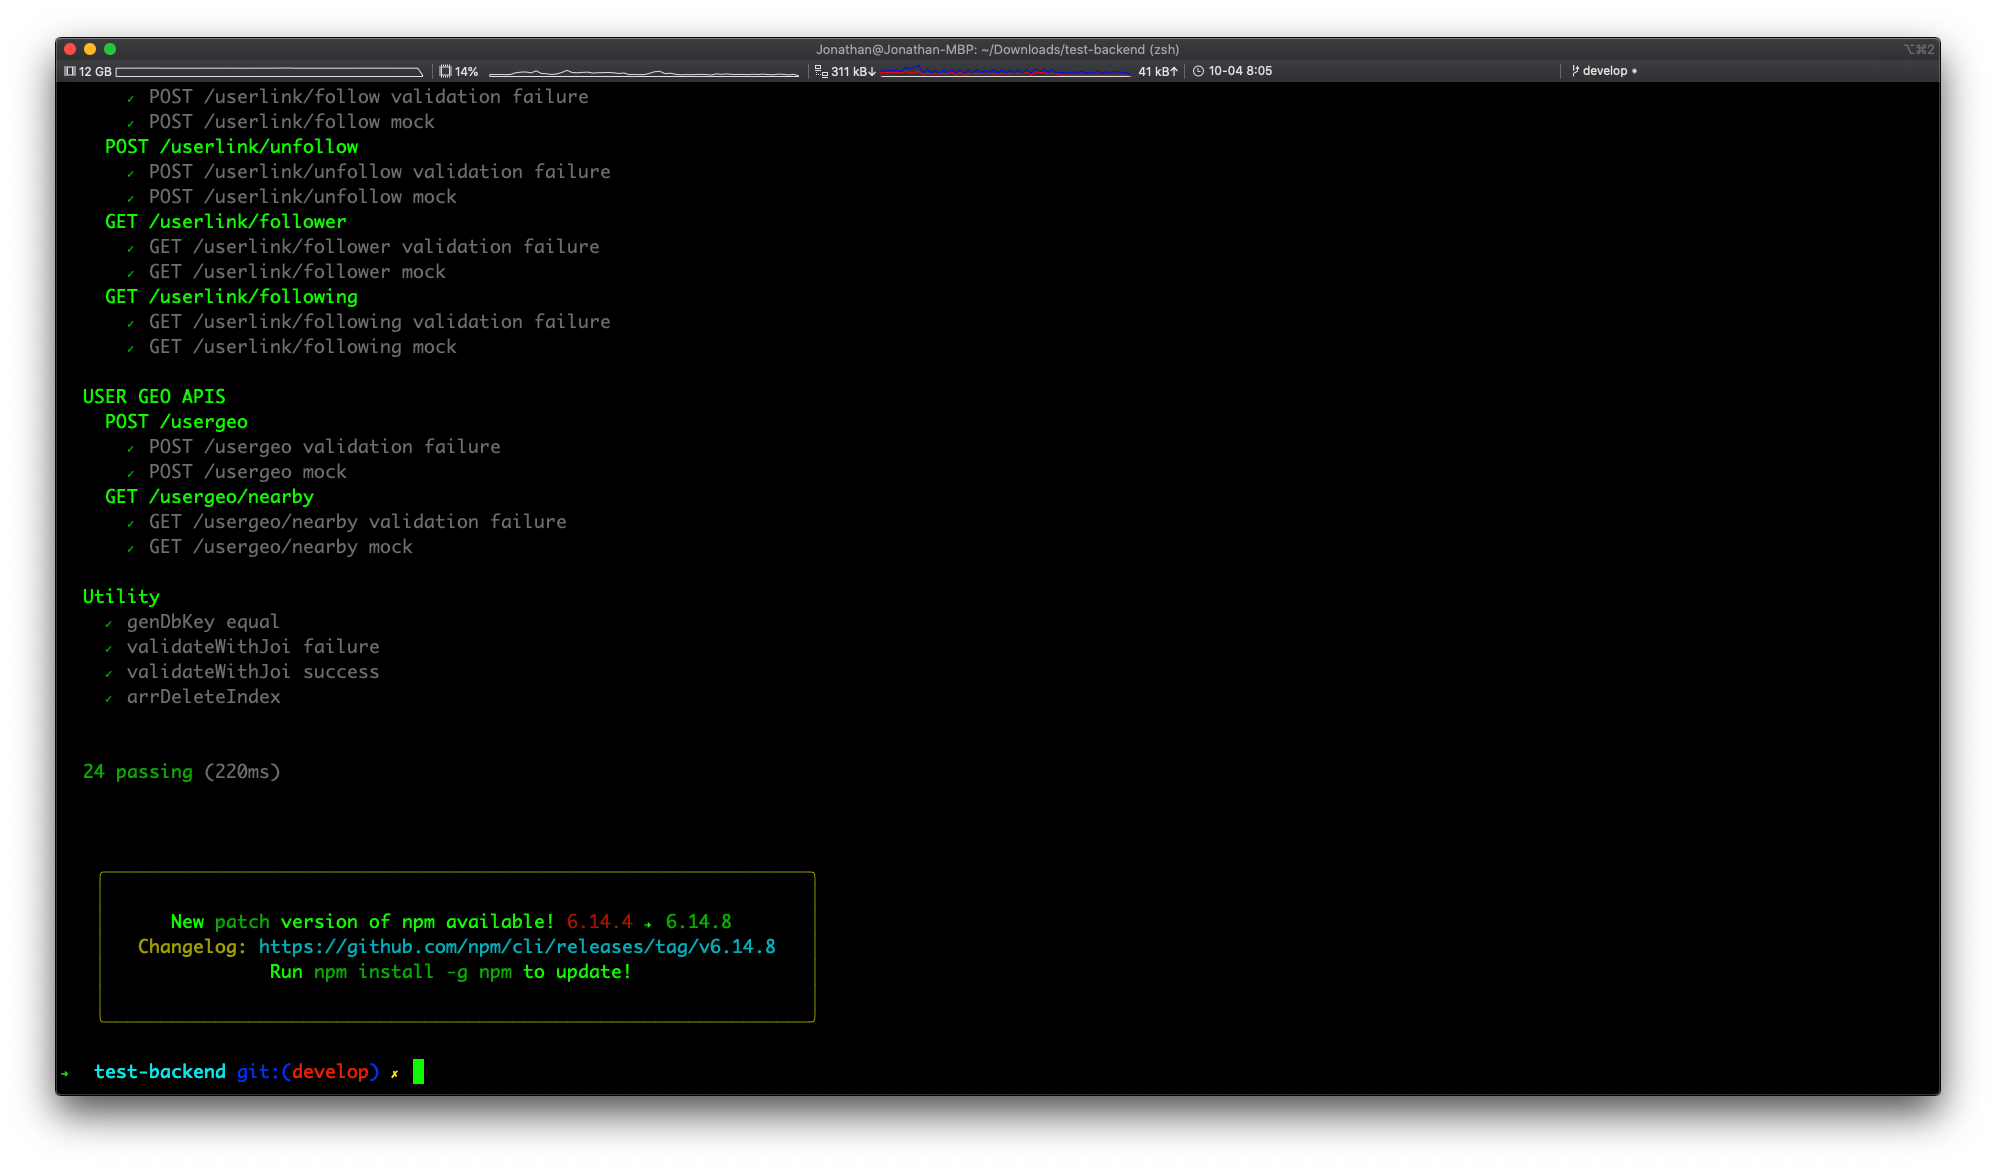 Jonathan@Jonathan-MBP: ~/Downloads/test-backend (zsh) ⌥⌘2
12 GB 14% 311 kB↓ 41 kB↑ 10-04 8:05 develop •
✓ POST /userlink/follow validation failure
✓ POST /userlink/follow mock
POST /userlink/unfollow
✓ POST /userlink/unfollow validation failure
✓ POST /userlink/unfollow mock
GET /userlink/follower
✓ GET /userlink/follower validation failure
✓ GET /userlink/follower mock
GET /userlink/following
✓ GET /userlink/following validation failure
✓ GET /userlink/following mock
USER GEO APIS
POST /usergeo
✓ POST /usergeo validation failure
✓ POST /usergeo mock
GET /usergeo/nearby
✓ GET /usergeo/nearby validation failure
✓ GET /usergeo/nearby mock
Utility
✓ genDbKey equal
✓ validateWithJoi failure
✓ validateWithJoi success
✓ arrDeleteIndex
24 passing (220ms)
New patch version of npm available! 6.14.4 → 6.14.8
Changelog: https://github.com/npm/cli/releases/tag/v6.14.8
Run npm install -g npm to update!
→ test-backend git:(develop) ✗